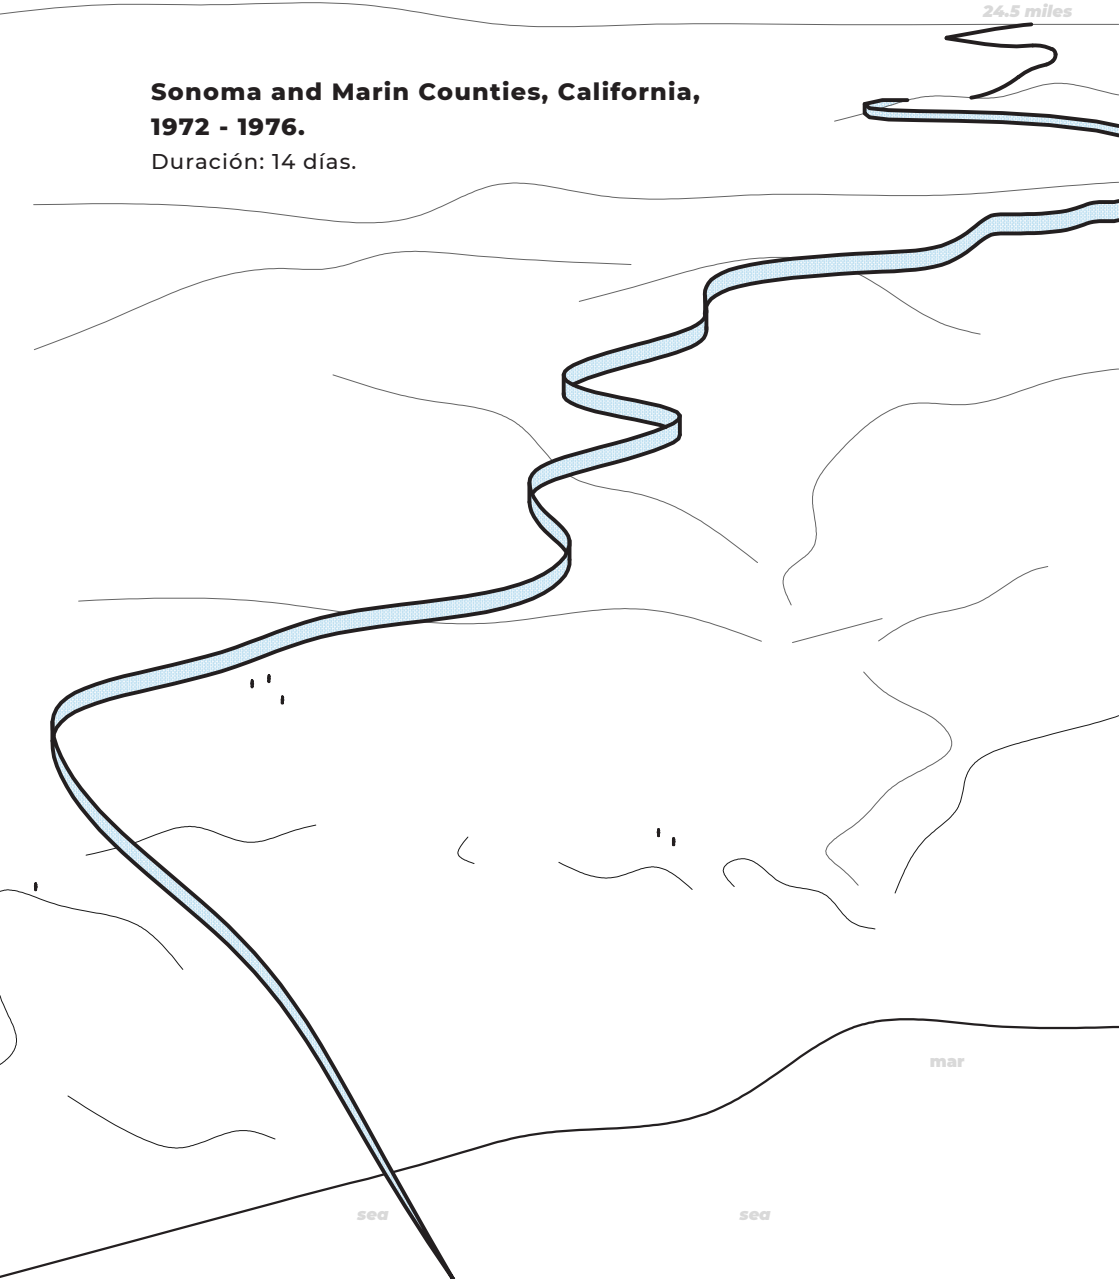 24.5 miles
Sonoma and Marin Counties, California,
1972 - 1976.
Duración: 14 días.
mar
sea
sea